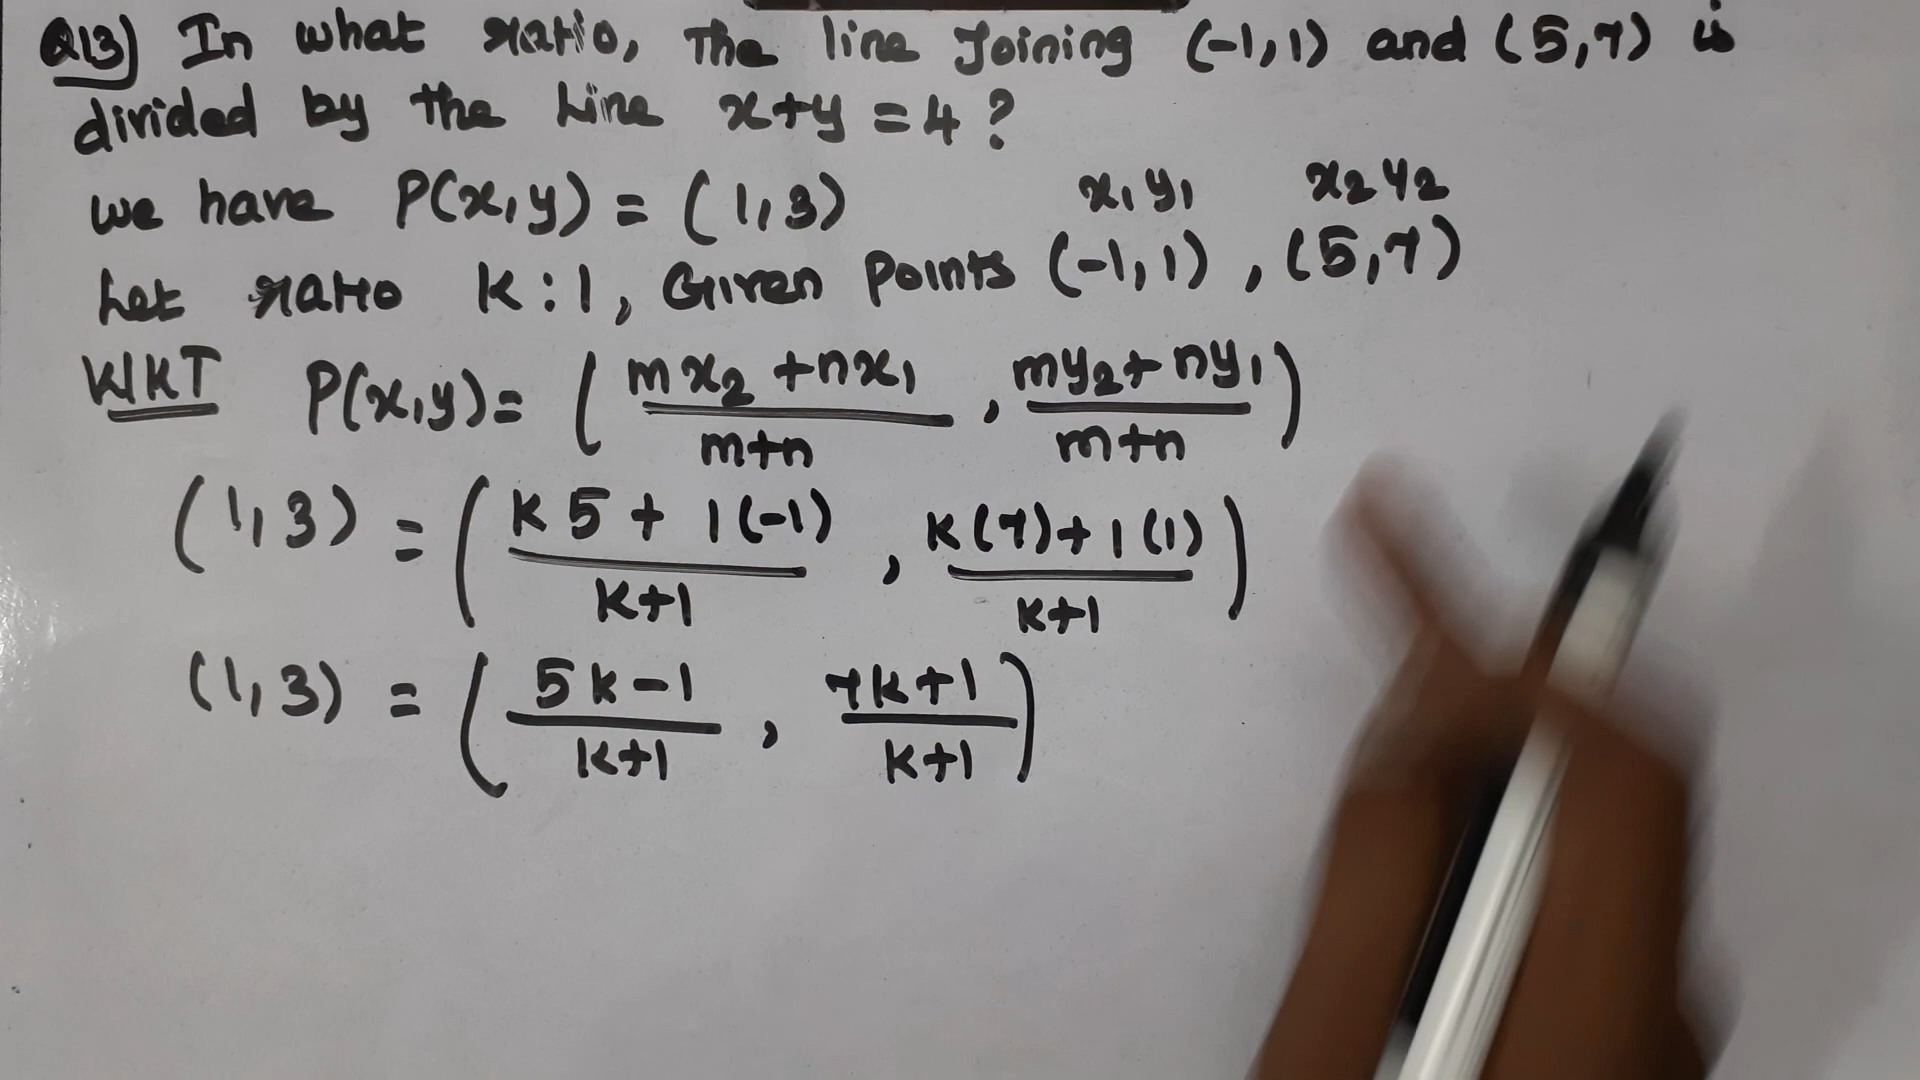 Q13) In what ratio, The line Joining (-1,1) and (5,7) is
divided by the Line x+y=4?
we have P(x,y) = (1,3)
x1 y1 x2 y2
Let ratio K:1, Given Points (-1,1), (5,7)
WKT P(x,y)= ( mx2 + nx1 / m+n , my2 + ny1 / m+n )
(1,3) = ( K5 + 1(-1) / K+1 , K(7)+1(1) / K+1 )
(1,3) = ( 5K-1 / K+1 , 7K+1 / K+1 )